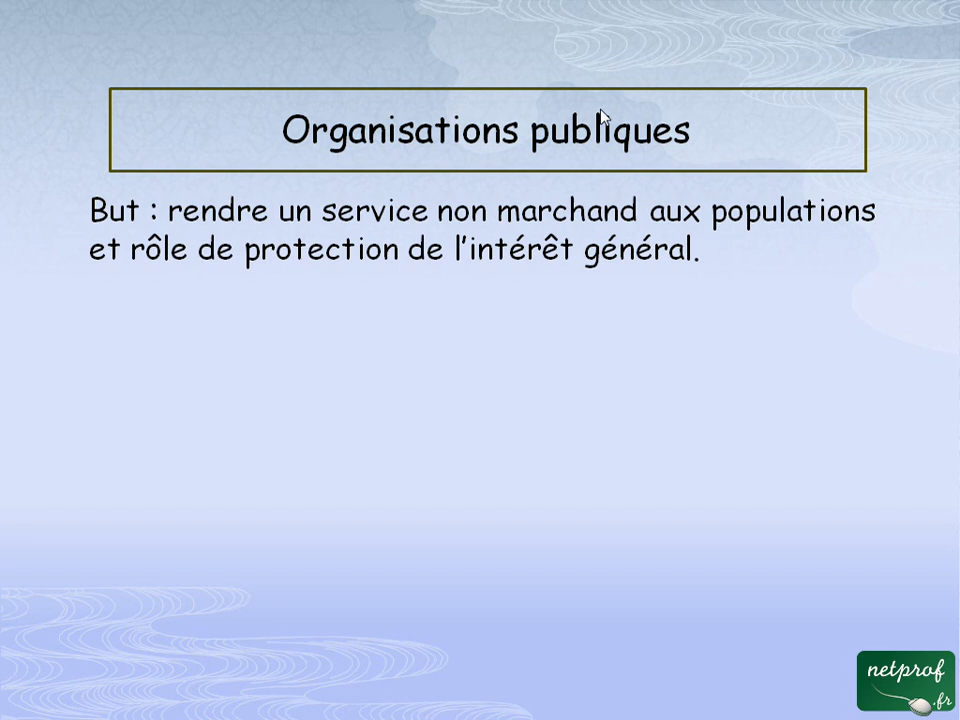 Organisations publiques
But : rendre un service non marchand aux populations
et rôle de protection de l'intérêt général.
netprof
.fr